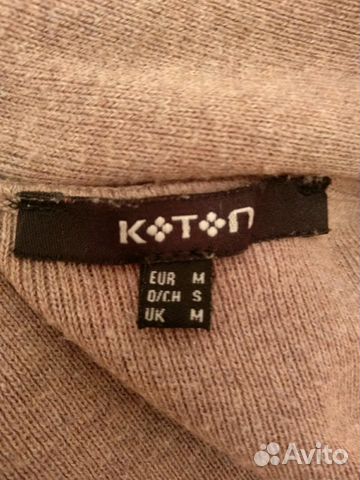 KOTON
EUR M
D/CH S
UK M
Avito